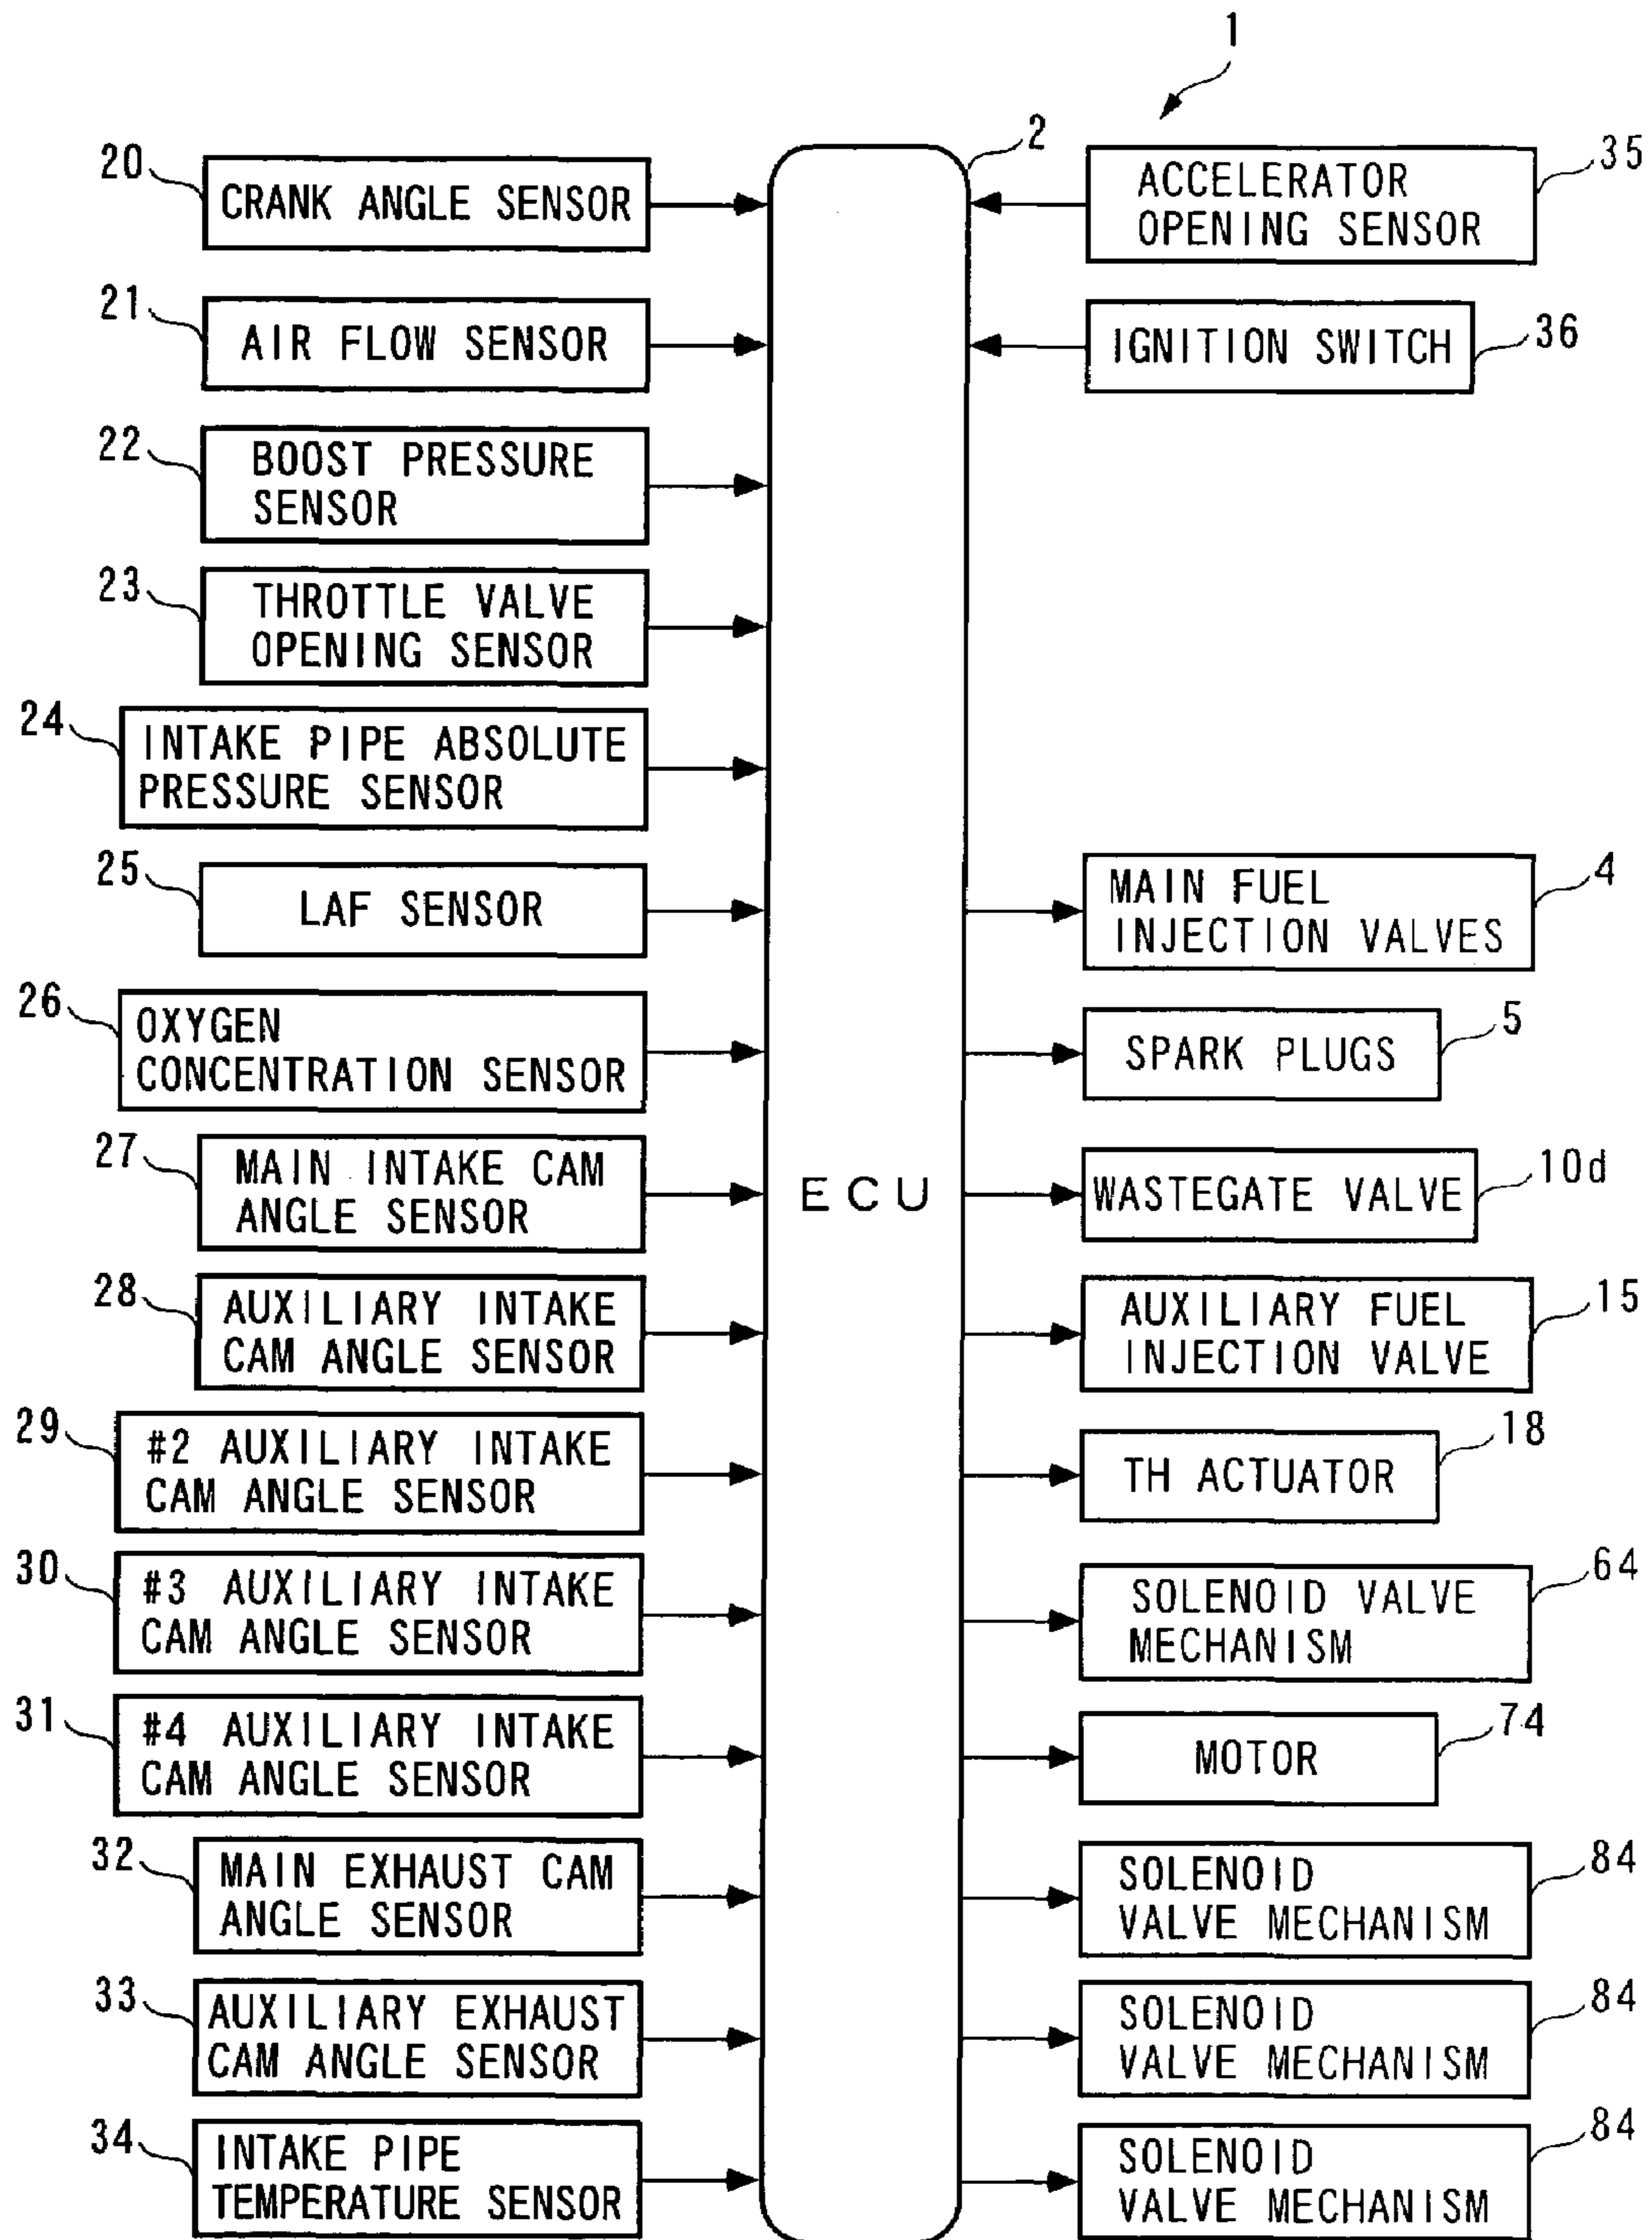 1
2
20
CRANK ANGLE SENSOR
21
AIR FLOW SENSOR
22
BOOST PRESSURE
SENSOR
23
THROTTLE VALVE
OPENING SENSOR
24
INTAKE PIPE ABSOLUTE
PRESSURE SENSOR
25
LAF SENSOR
26
OXYGEN
CONCENTRATION SENSOR
27
MAIN INTAKE CAM
ANGLE SENSOR
28
AUXILIARY INTAKE
CAM ANGLE SENSOR
29
#2 AUXILIARY INTAKE
CAM ANGLE SENSOR
30
#3 AUXILIARY INTAKE
CAM ANGLE SENSOR
31
#4 AUXILIARY INTAKE
CAM ANGLE SENSOR
32
MAIN EXHAUST CAM
ANGLE SENSOR
33
AUXILIARY EXHAUST
CAM ANGLE SENSOR
34
INTAKE PIPE
TEMPERATURE SENSOR
ECU
35
ACCELERATOR
OPENING SENSOR
36
IGNITION SWITCH
4
MAIN FUEL
INJECTION VALVES
5
SPARK PLUGS
10d
WASTEGATE VALVE
15
AUXILIARY FUEL
INJECTION VALVE
18
TH ACTUATOR
64
SOLENOID VALVE
MECHANISM
74
MOTOR
84
SOLENOID
VALVE MECHANISM
84
SOLENOID
VALVE MECHANISM
84
SOLENOID
VALVE MECHANISM